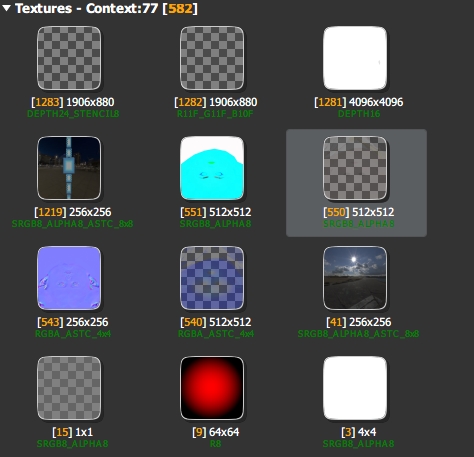 Textures - Context:77 [582]
[1283] 1906x880
DEPTH24_STENCIL8
[1282] 1906x880
R11F_G11F_B10F
[1281] 4096x4096
DEPTH16
[1219] 256x256
SRGB8_ALPHA8_ASTC_8x8
[551] 512x512
SRGB8_ALPHA8
[550] 512x512
SRGB8_ALPHA8
[543] 256x256
RGBA_ASTC_4x4
[540] 512x512
RGBA_ASTC_4x4
[41] 256x256
SRGB8_ALPHA8_ASTC_8x8
[15] 1x1
SRGB8_ALPHA8
[9] 64x64
R8
[3] 4x4
SRGB8_ALPHA8